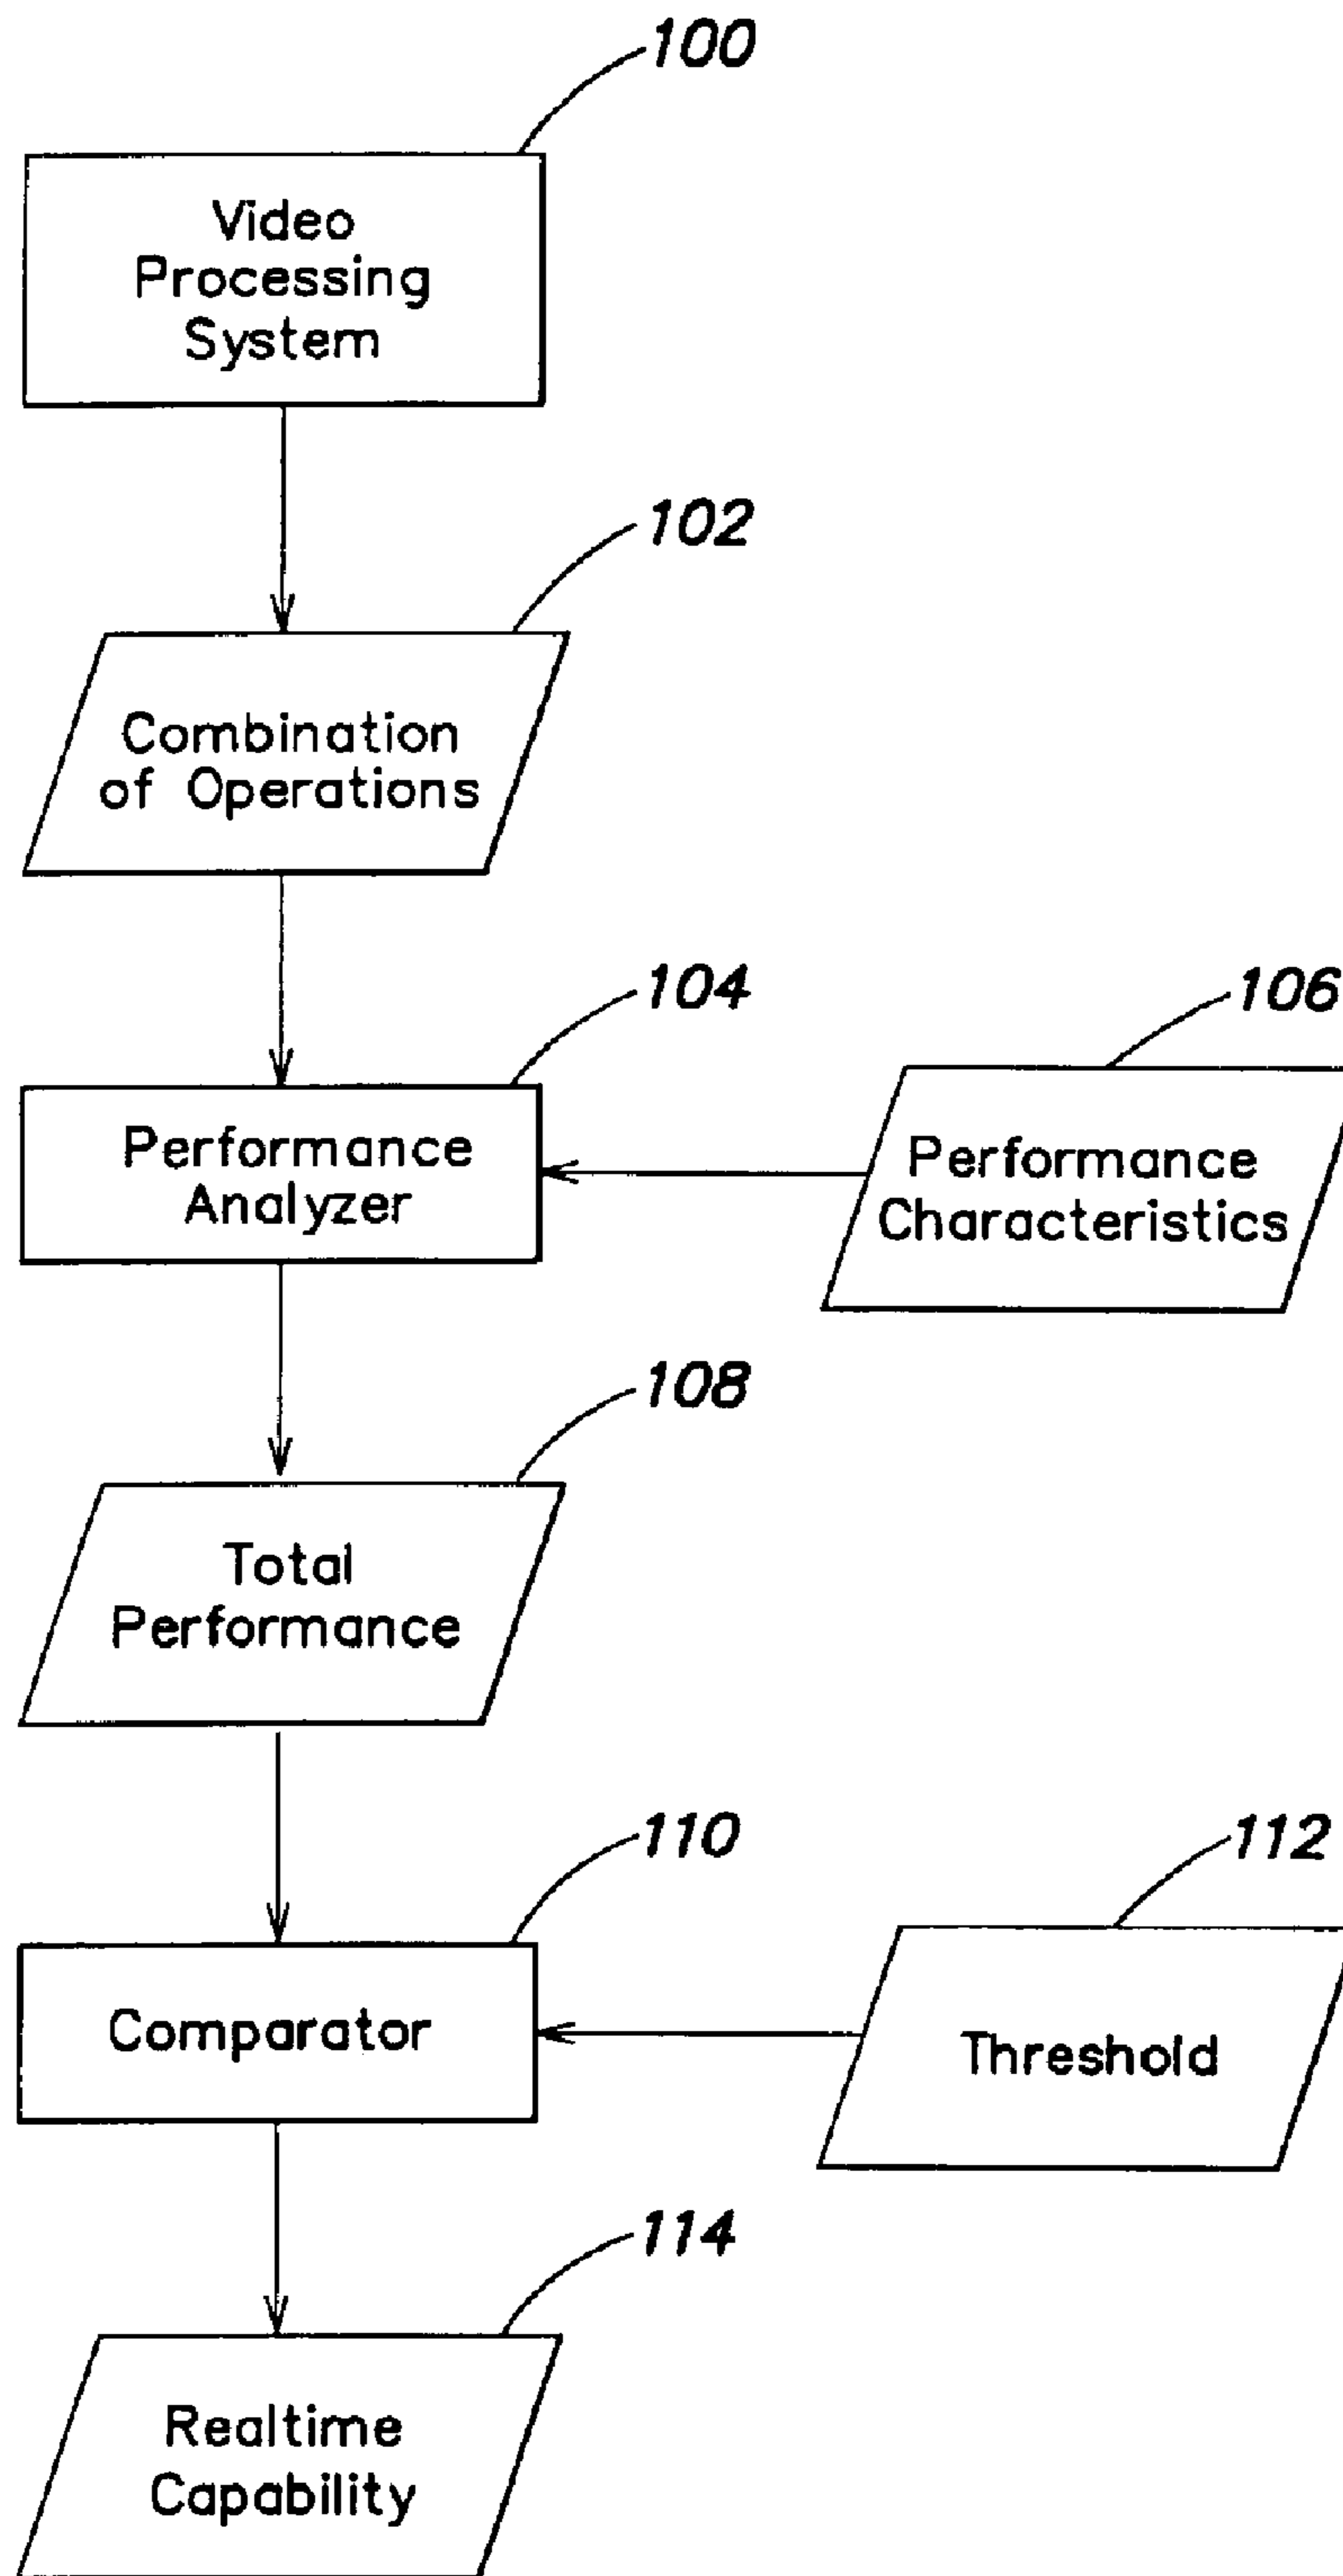 100
Video
Processing
System
102
Combination
of Operations
104
106
Performance
Analyzer
Performance
Characteristics
108
Total
Performance
110
112
Comparator
Threshold
114
Realtime
Capability